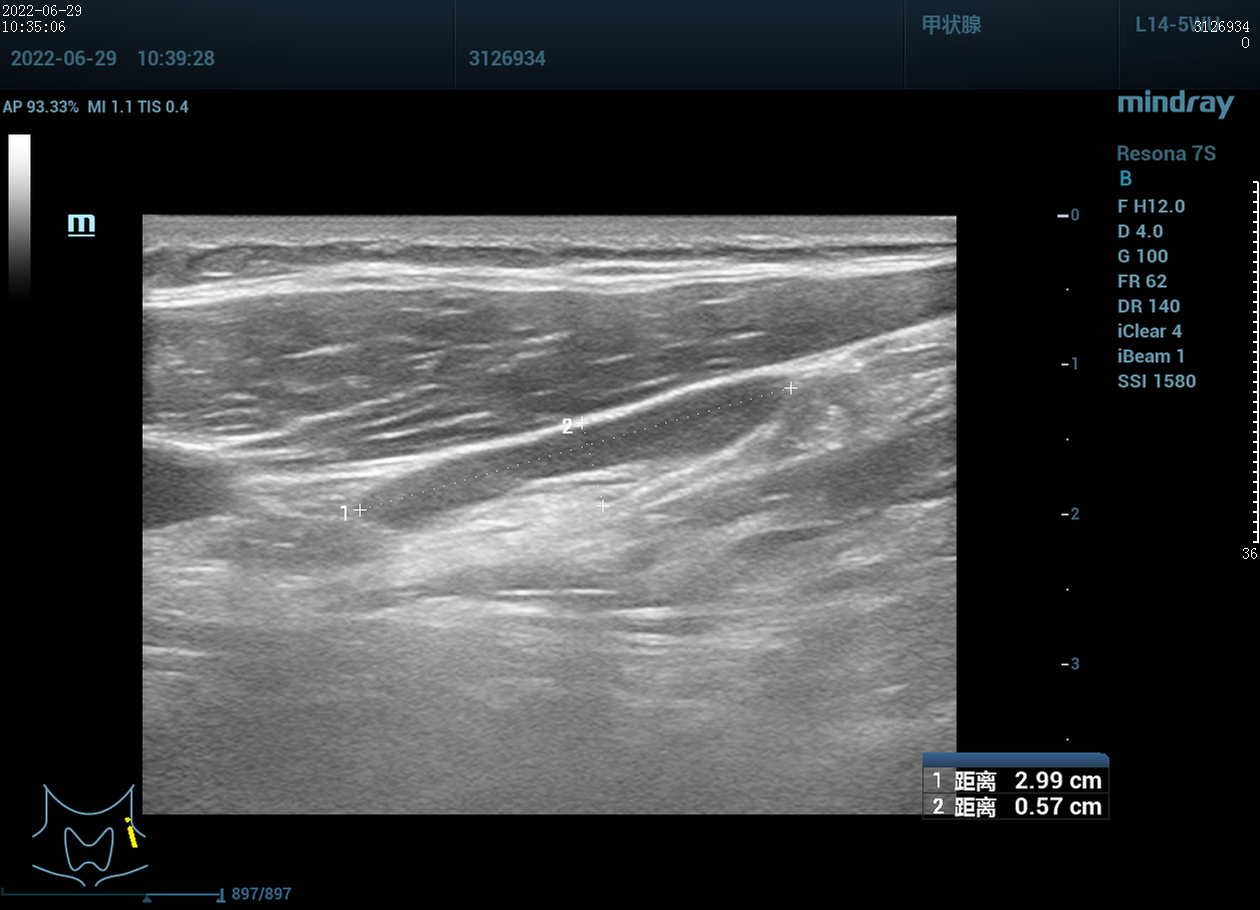 2022-06-29
10:35:06
2022-06-29 10:39:28
3126934
甲状腺
L14-5WU
3126934
0
AP 93.33% MI 1.1 TIS 0.4
mindray
Resona 7S
B
F H12.0
D 4.0
G 100
FR 62
DR 140
iClear 4
iBeam 1
SSI 1580
m
0
1
2
3
36
2
1
1 距离 2.99 cm
2 距离 0.57 cm
897/897